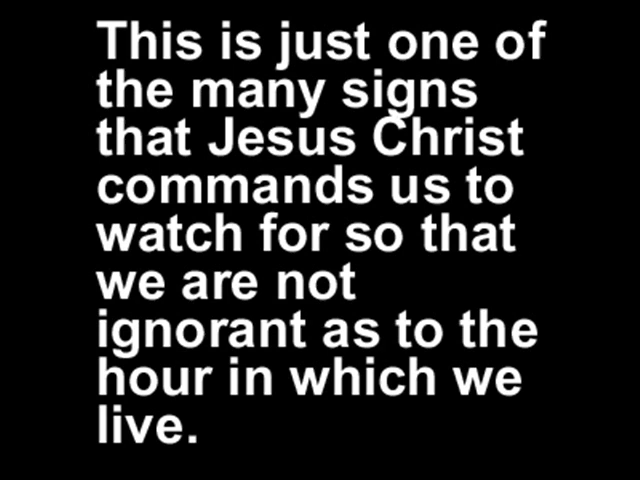 This is just one of
the many signs
that Jesus Christ
commands us to
watch for so that
we are not
ignorant as to the
hour in which we
live.